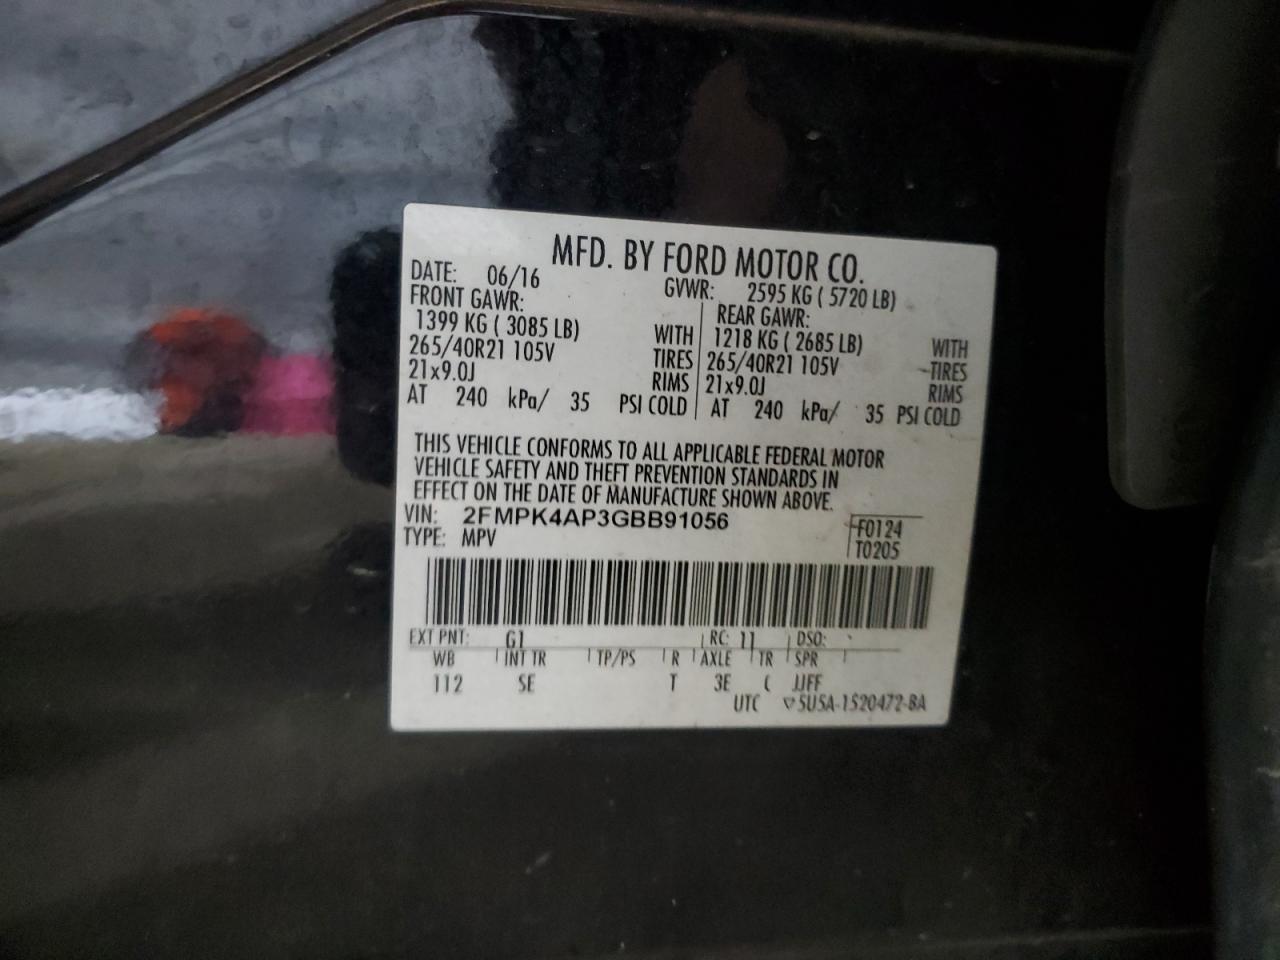 MFD. BY FORD MOTOR CO.
DATE: 06/16 GVWR: 2595 KG ( 5720 LB)
FRONT GAWR: REAR GAWR:
1399 KG ( 3085 LB) WITH 1218 KG ( 2685 LB) WITH
265/40R21 105V TIRES 265/40R21 105V TIRES
21x9.0J RIMS 21x9.0J RIMS
AT 240 kPa/ 35 PSI COLD AT 240 kPa/ 35 PSI COLD
THIS VEHICLE CONFORMS TO ALL APPLICABLE FEDERAL MOTOR
VEHICLE SAFETY AND THEFT PREVENTION STANDARDS IN
EFFECT ON THE DATE OF MANUFACTURE SHOWN ABOVE.
VIN: 2FMPK4AP3GBB91056 F0124
TYPE: MPV T0205
EXT PNT: G1 RC: 11 DSO:
WB INT TR TP/PS R AXLE TR SPR
112 SE T 3E JJFF
UTC 5U5A-1520472-BA